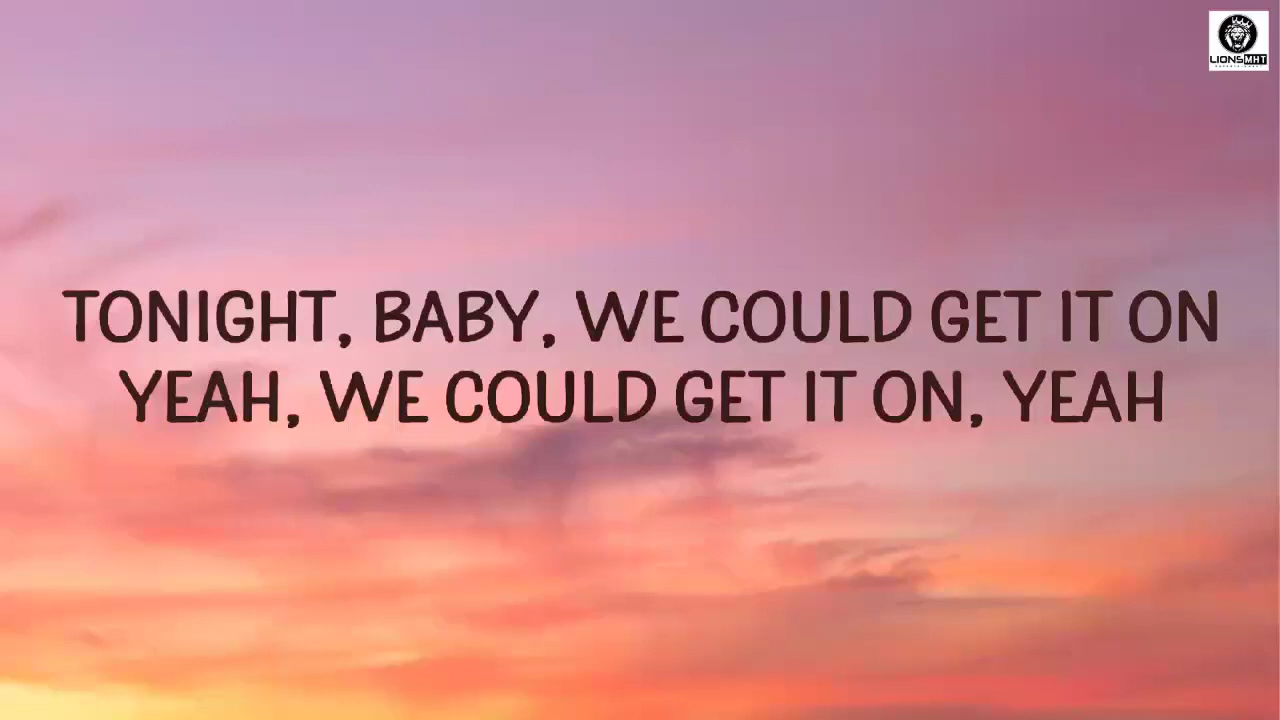 LIONSMHT
TONIGHT, BABY, WE COULD GET IT ON
YEAH, WE COULD GET IT ON, YEAH